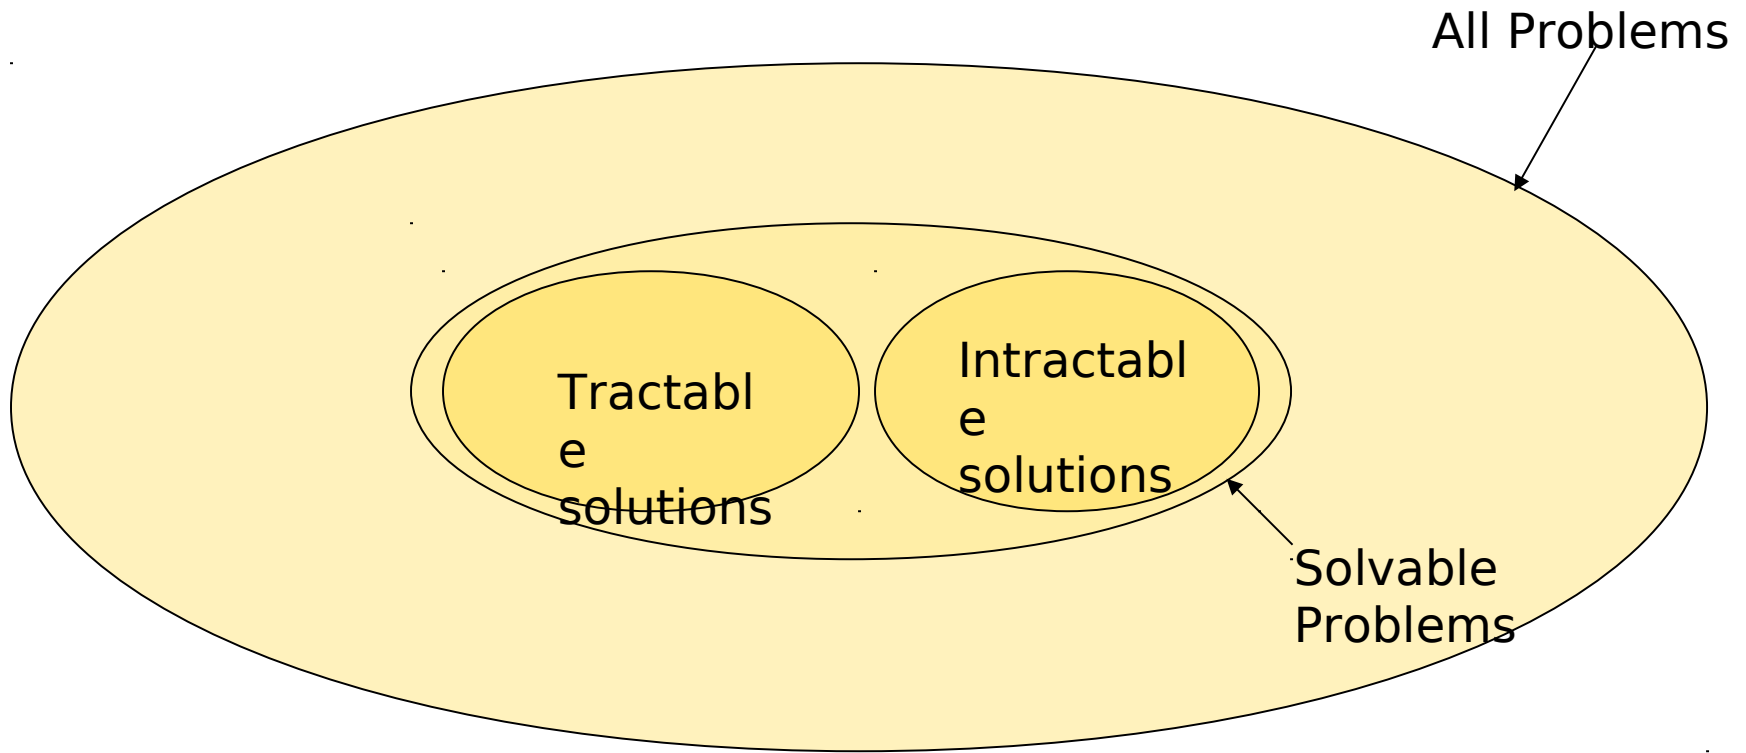 All Problems
Tractabl
e
solutions
Intractabl
e
solutions
Solvable
Problems